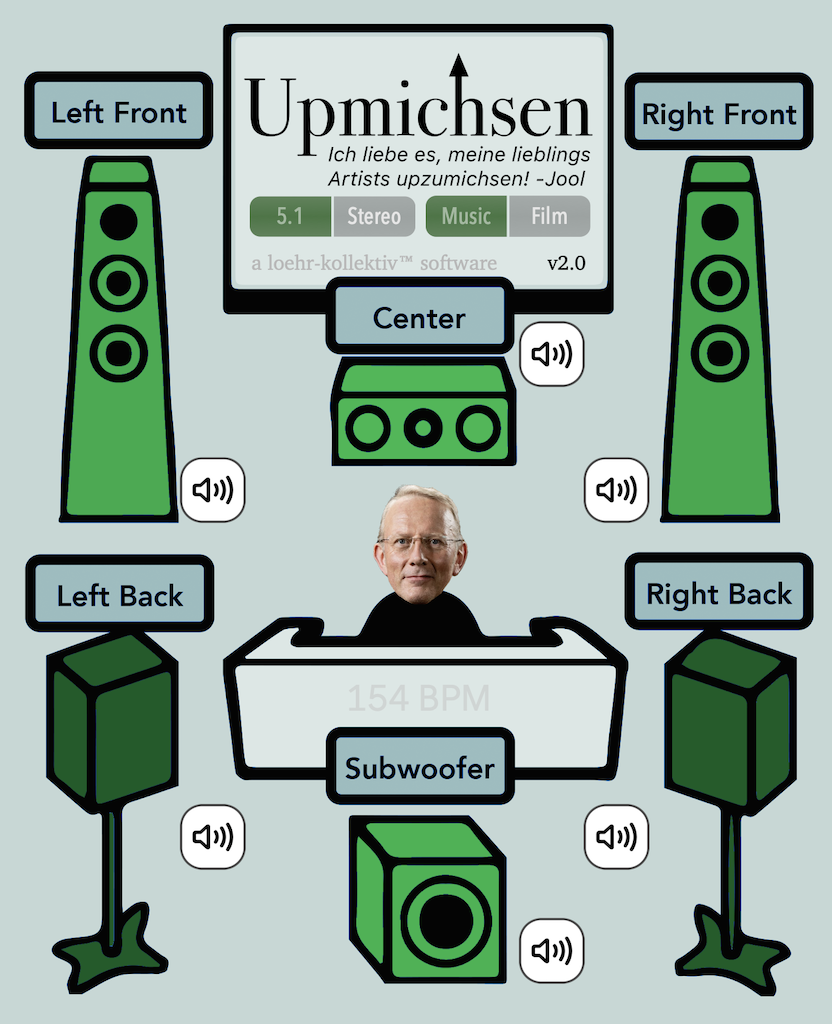 Left Front
Upmichsen
Right Front
Ich liebe es, meine lieblings
Artists upzumichsen! -Jool
5.1 Stereo Music Film
a loehr-kollektiv™ software v2.0
Center
Left Back
Right Back
154 BPM
Subwoofer